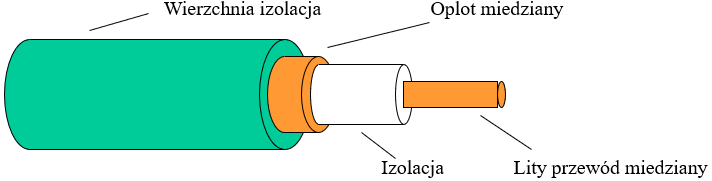 Wierzchnia izolacja
Oplot miedziany
Izolacja
Lity przewód miedziany